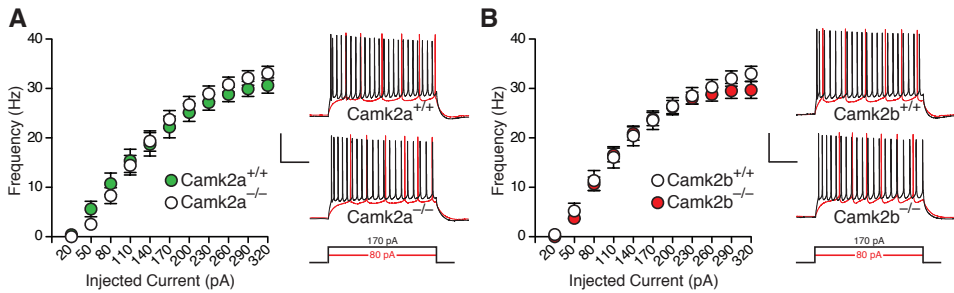 A
40
30
20
10
0
Frequency (Hz)
Camk2a+/+
Camk2a−/−
20 50 80 110 140 170 200 230 260 290 320
Injected Current (pA)
Camk2a+/+
Camk2a−/−
170 pA
80 pA
B
40
30
20
10
0
Frequency (Hz)
Camk2b+/+
Camk2b−/−
20 50 80 110 140 170 200 230 260 290 320
Injected Current (pA)
Camk2b+/+
Camk2b−/−
170 pA
80 pA